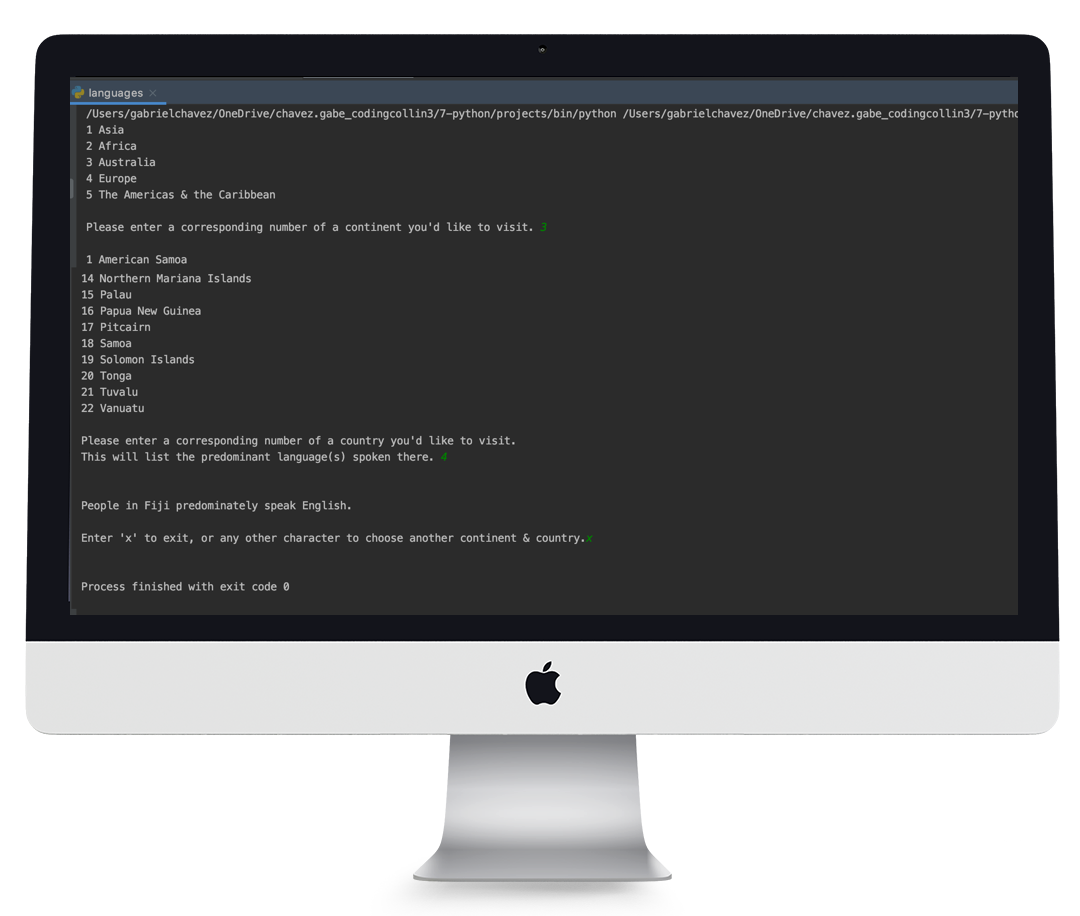 languages
/Users/gabrielchavez/OneDrive/chavez.gabe_codingcollin3/7-python/projects/bin/python /Users/gabrielchavez/OneDrive/chavez.gabe_codingcollin3/7-pytho
1 Asia
2 Africa
3 Australia
4 Europe
5 The Americas & the Caribbean
Please enter a corresponding number of a continent you'd like to visit. 3
1 American Samoa
14 Northern Mariana Islands
15 Palau
16 Papua New Guinea
17 Pitcairn
18 Samoa
19 Solomon Islands
20 Tonga
21 Tuvalu
22 Vanuatu
Please enter a corresponding number of a country you'd like to visit.
This will list the predominant language(s) spoken there. 4
People in Fiji predominately speak English.
Enter 'x' to exit, or any other character to choose another continent & country.x
Process finished with exit code 0